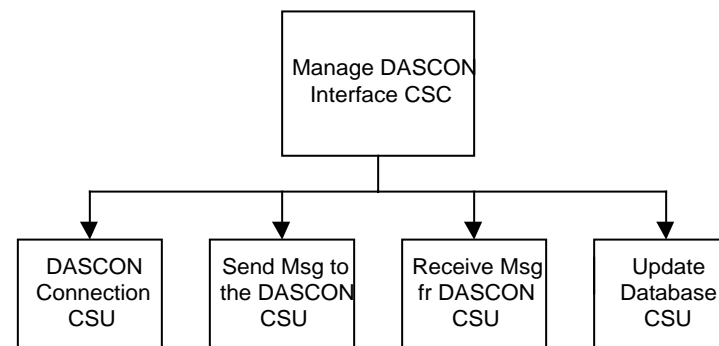 Manage DASCON
Interface CSC
DASCON
Connection
CSU
Send Msg to
the DASCON
CSU
Receive Msg
fr DASCON
CSU
Update
Database
CSU